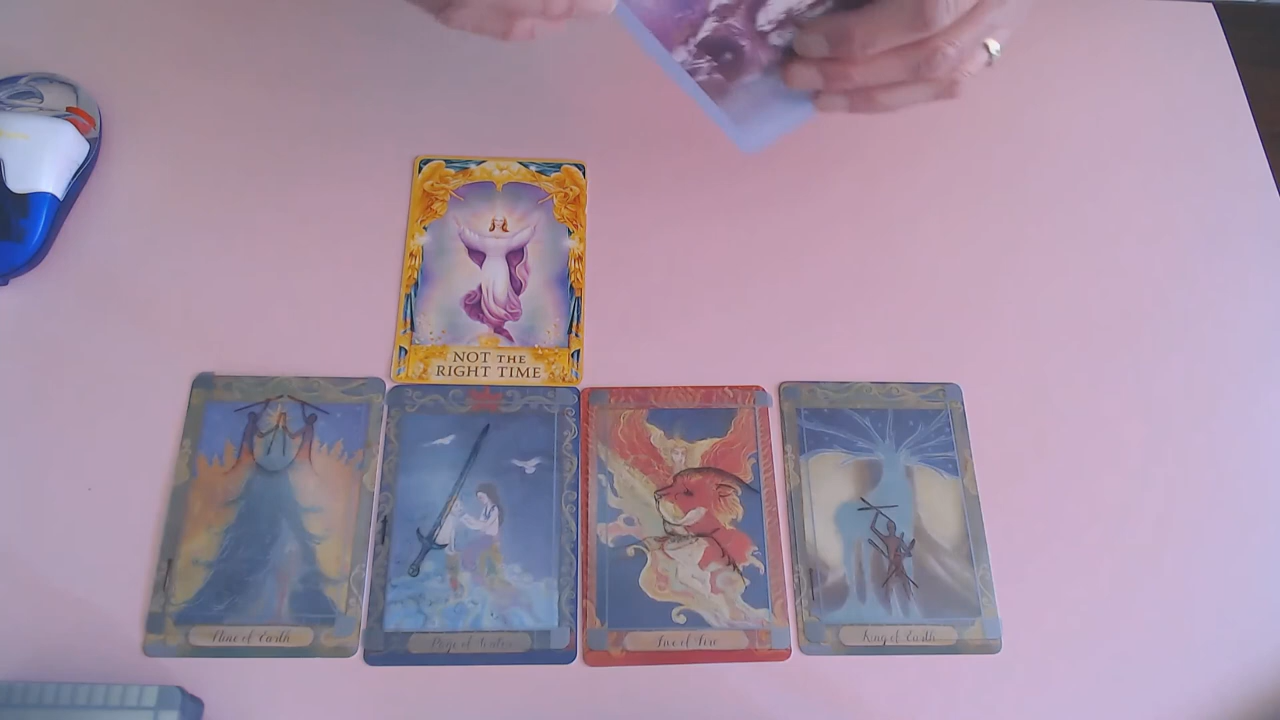 NOT THE
RIGHT TIME
Nine of Earth
Page of Water
Five of Fire
King of Earth